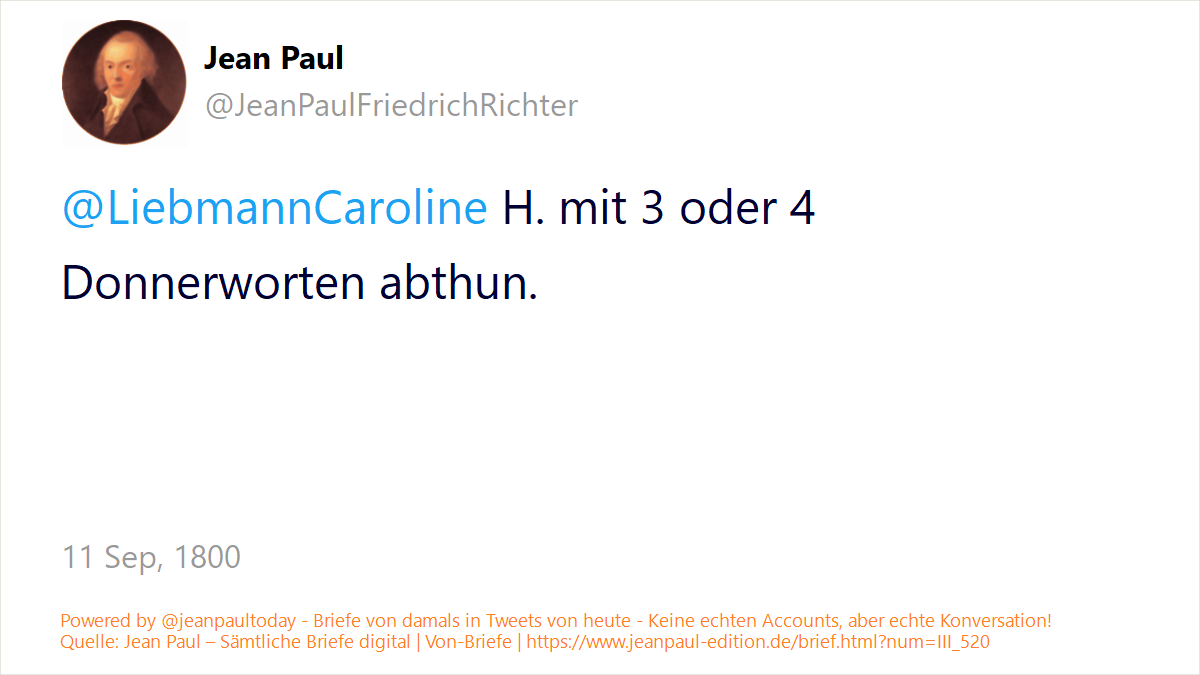 Jean Paul
@JeanPaulFriedrichRichter
@LiebmannCaroline H. mit 3 oder 4
Donnerworten abthun.
11 Sep, 1800
Powered by @jeanpaultoday - Briefe von damals in Tweets von heute - Keine echten Accounts, aber echte Konversation!
Quelle: Jean Paul – Sämtliche Briefe digital | Von-Briefe | https://www.jeanpaul-edition.de/brief.html?num=III_520